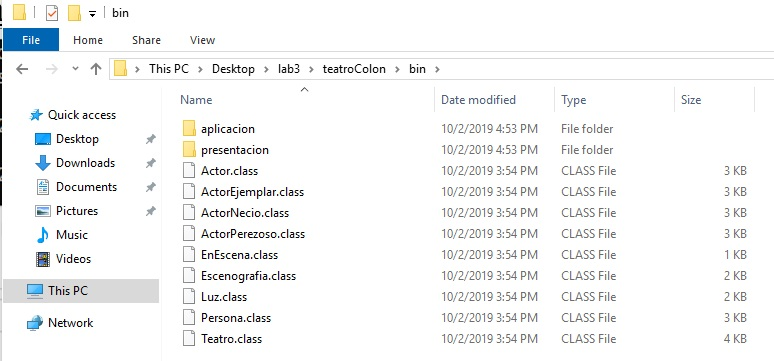 bin
File Home Share View
This PC > Desktop > lab3 > teatroColon > bin >
Name Date modified Type Size
Quick access
Desktop
Downloads
Documents
Pictures
Music
Videos
This PC
Network
aplicacion 10/2/2019 4:53 PM File folder
presentacion 10/2/2019 4:53 PM File folder
Actor.class 10/2/2019 3:54 PM CLASS File 3 KB
ActorEjemplar.class 10/2/2019 3:54 PM CLASS File 3 KB
ActorNecio.class 10/2/2019 3:54 PM CLASS File 3 KB
ActorPerezoso.class 10/2/2019 3:54 PM CLASS File 3 KB
EnEscena.class 10/2/2019 3:54 PM CLASS File 1 KB
Escenografia.class 10/2/2019 3:54 PM CLASS File 2 KB
Luz.class 10/2/2019 3:54 PM CLASS File 2 KB
Persona.class 10/2/2019 3:54 PM CLASS File 3 KB
Teatro.class 10/2/2019 3:54 PM CLASS File 4 KB